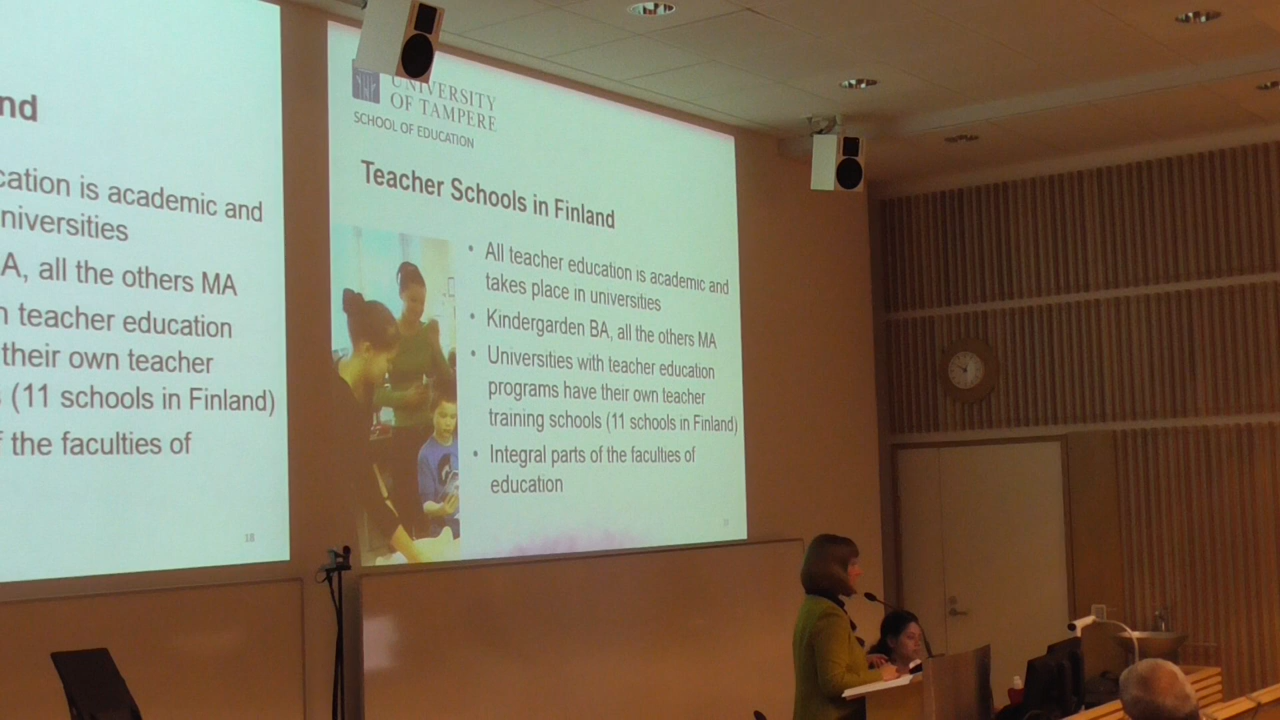 nd
cation is academic and
niversities
A, all the others MA
n teacher education
their own teacher
(11 schools in Finland)
f the faculties of
18
UNIVERSITY
OF TAMPERE
SCHOOL OF EDUCATION
Teacher Schools in Finland
• All teacher education is academic and
takes place in universities
• Kindergarden BA, all the others MA
• Universities with teacher education
programs have their own teacher
training schools (11 schools in Finland)
• Integral parts of the faculties of
education